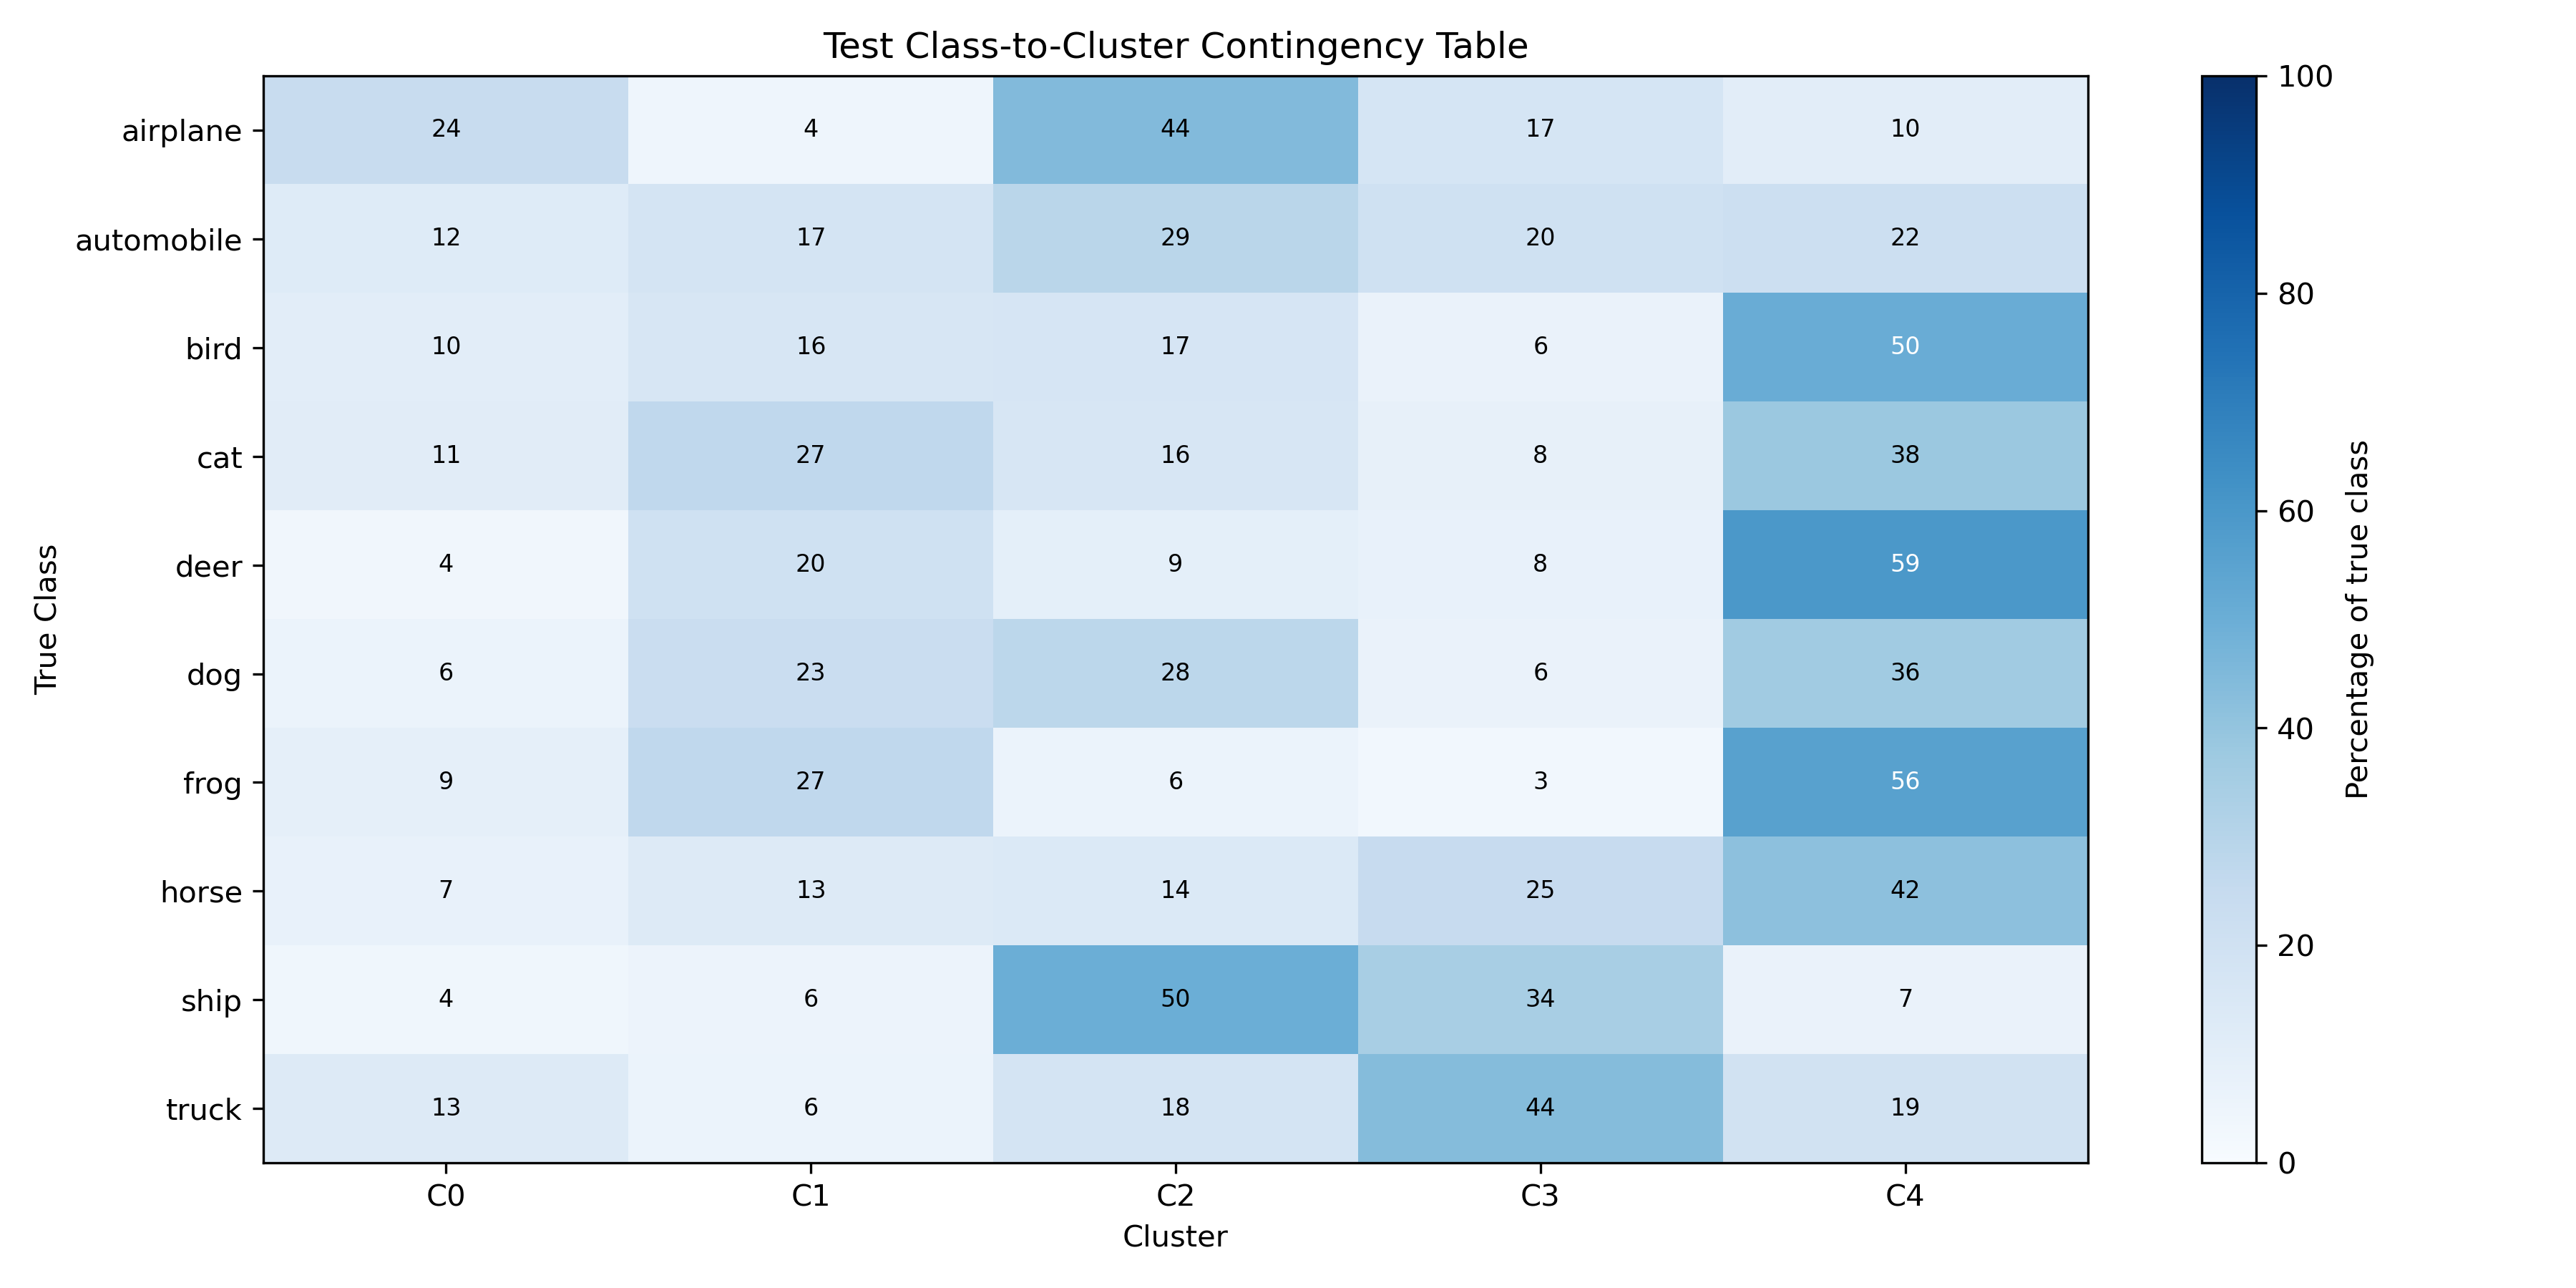 Test Class-to-Cluster Contingency Table
airplane 24 4 44 17 10
automobile 12 17 29 20 22
bird 10 16 17 6 50
cat 11 27 16 8 38
deer 4 20 9 8 59
dog 6 23 28 6 36
frog 9 27 6 3 56
horse 7 13 14 25 42
ship 4 6 50 34 7
truck 13 6 18 44 19
C0 C1 C2 C3 C4
Cluster
True Class
100
80
60
40
20
0
Percentage of true class